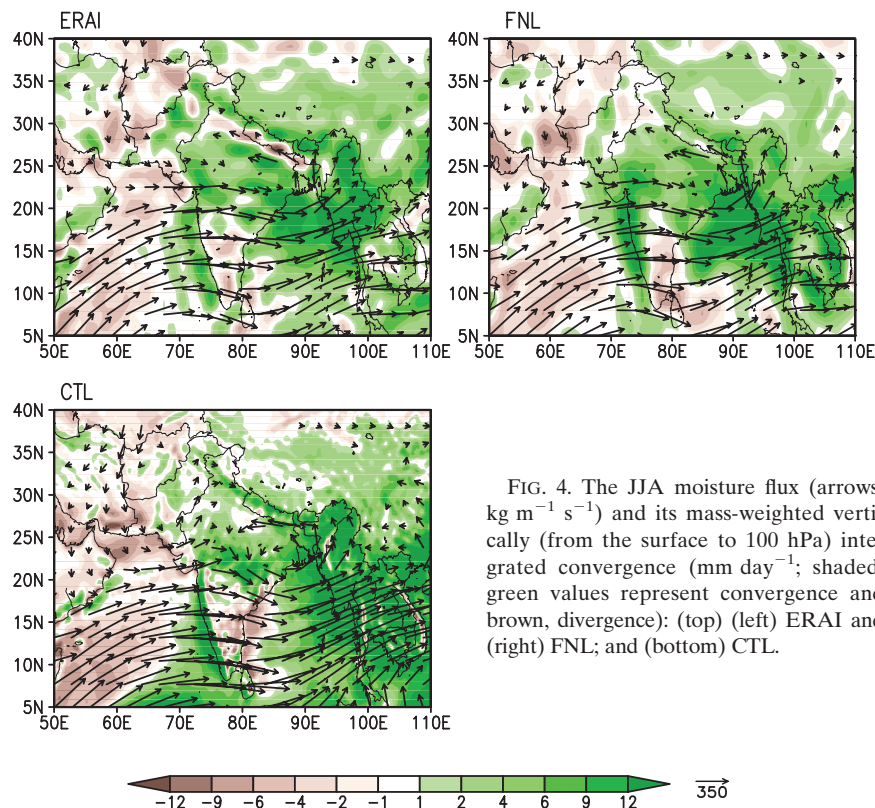 ERAI
FNL
40N 40N
35N 35N
30N 30N
25N 25N
20N 20N
15N 15N
10N 10N
5N 5N
50E 60E 70E 80E 90E 100E 110E 50E 60E 70E 80E 90E 100E 110E
CTL
40N
35N
30N
25N
20N
15N
10N
5N
50E 60E 70E 80E 90E 100E 110E
FIG. 4. The JJA moisture flux (arrows
kg m⁻¹ s⁻¹) and its mass-weighted verti-
cally (from the surface to 100 hPa) inte-
grated convergence (mm day⁻¹; shaded
green values represent convergence and
brown, divergence): (top) (left) ERAI and
(right) FNL; and (bottom) CTL.
-12 -9 -6 -4 -2 -1 1 2 4 6 9 12
350